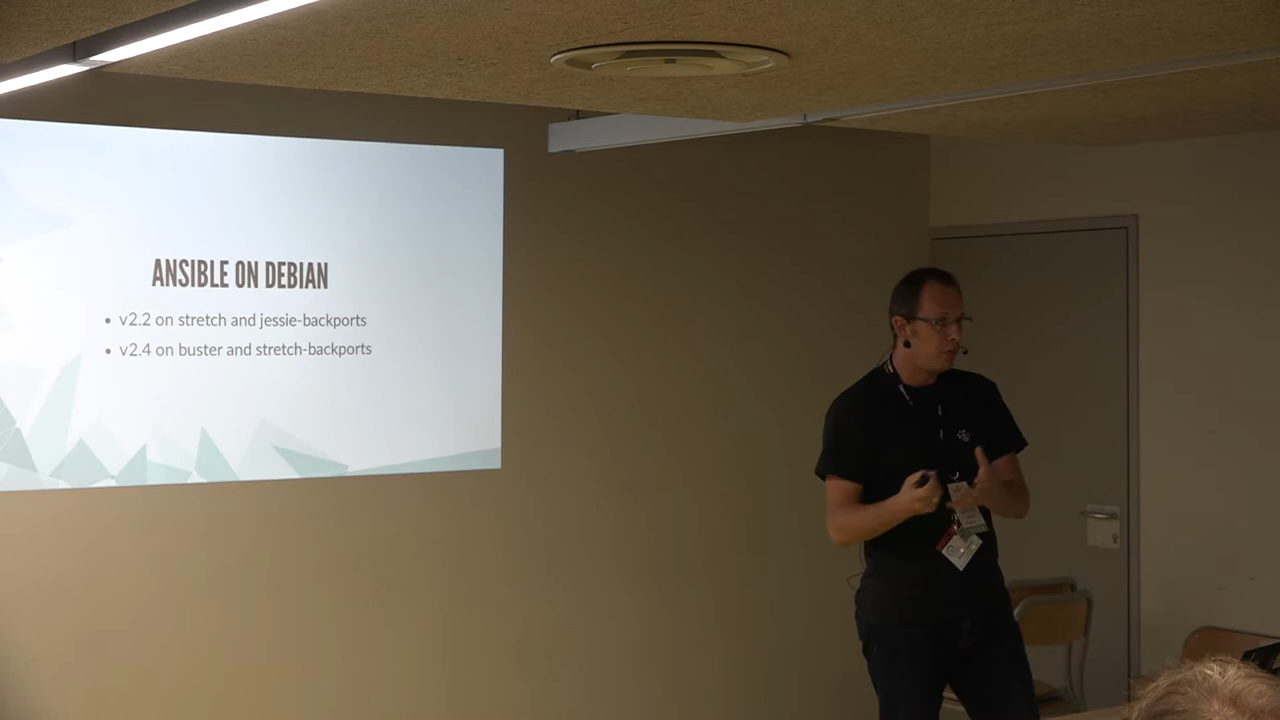 ANSIBLE ON DEBIAN
• v2.2 on stretch and jessie-backports
• v2.4 on buster and stretch-backports